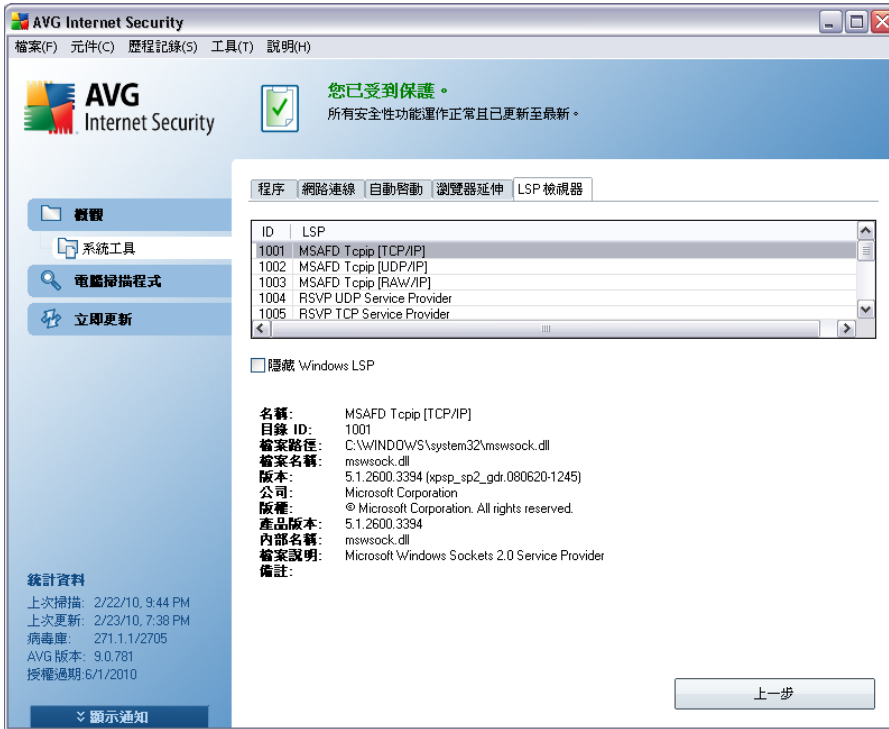 AVG Internet Security
檔案(F) 元件(C) 歷程記錄(S) 工具(T) 說明(H)
AVG
Internet Security
您已受到保護。
所有安全性功能運作正常且已更新至最新。
概觀
系統工具
電腦掃描程式
立即更新
程序 網路連線 自動啟動 瀏覽器延伸 LSP 檢視器
ID LSP
1001 MSAFD Tcpip [TCP/IP]
1002 MSAFD Tcpip [UDP/IP]
1003 MSAFD Tcpip [RAW/IP]
1004 RSVP UDP Service Provider
1005 RSVP TCP Service Provider
隱藏 Windows LSP
名稱: MSAFD Tcpip [TCP/IP]
目錄 ID: 1001
檔案路徑: C:\WINDOWS\system32\mswsock.dll
檔案名稱: mswsock.dll
版本: 5.1.2600.3394 (xpsp_sp2_gdr.080620-1245)
公司: Microsoft Corporation
版權: © Microsoft Corporation. All rights reserved.
產品版本: 5.1.2600.3394
內部名稱: mswsock.dll
檔案說明: Microsoft Windows Sockets 2.0 Service Provider
備註:
統計資料
上次掃描: 2/22/10, 9:44 PM
上次更新: 2/23/10, 7:38 PM
病毒庫: 271.1.1/2705
AVG 版本: 9.0.781
授權過期:6/1/2010
顯示通知
上一步